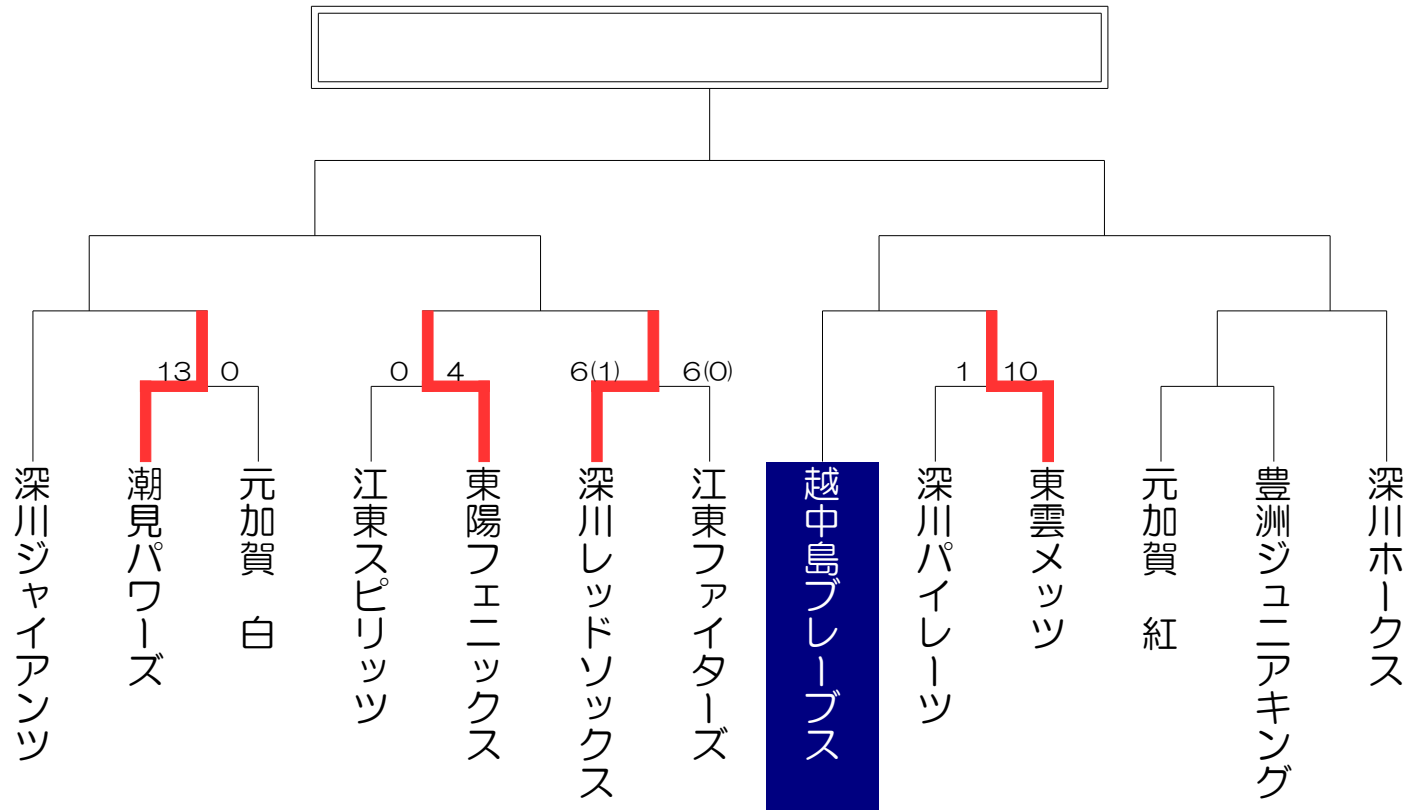 13 0
0 4
6(1) 6(0)
1 10
深川ジャイアンツ
潮見パワーズ
元加賀 白
江東スピリッツ
東陽フェニックス
深川レッドソックス
江東ファイターズ
越中島ブレーブス
深川パイレーツ
東雲メッツ
元加賀 紅
豊洲ジュニアキング
深川ホークス